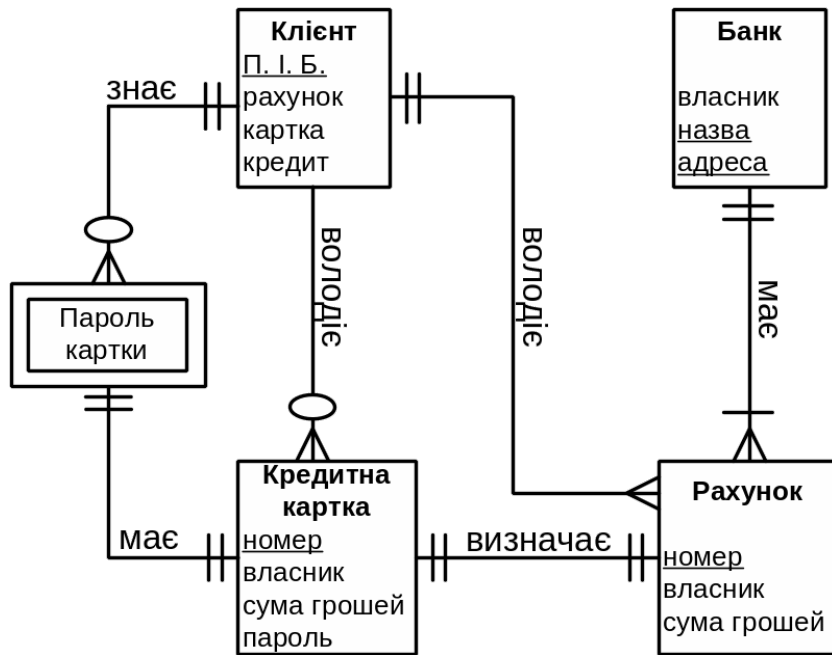 Клієнт
П. І. Б.
рахунок
картка
кредит
Банк
власник
назва
адреса
знає
володіє
володіє
має
Пароль
картки
має
Кредитна
картка
номер
власник
сума грошей
пароль
визначає
Рахунок
номер
власник
сума грошей